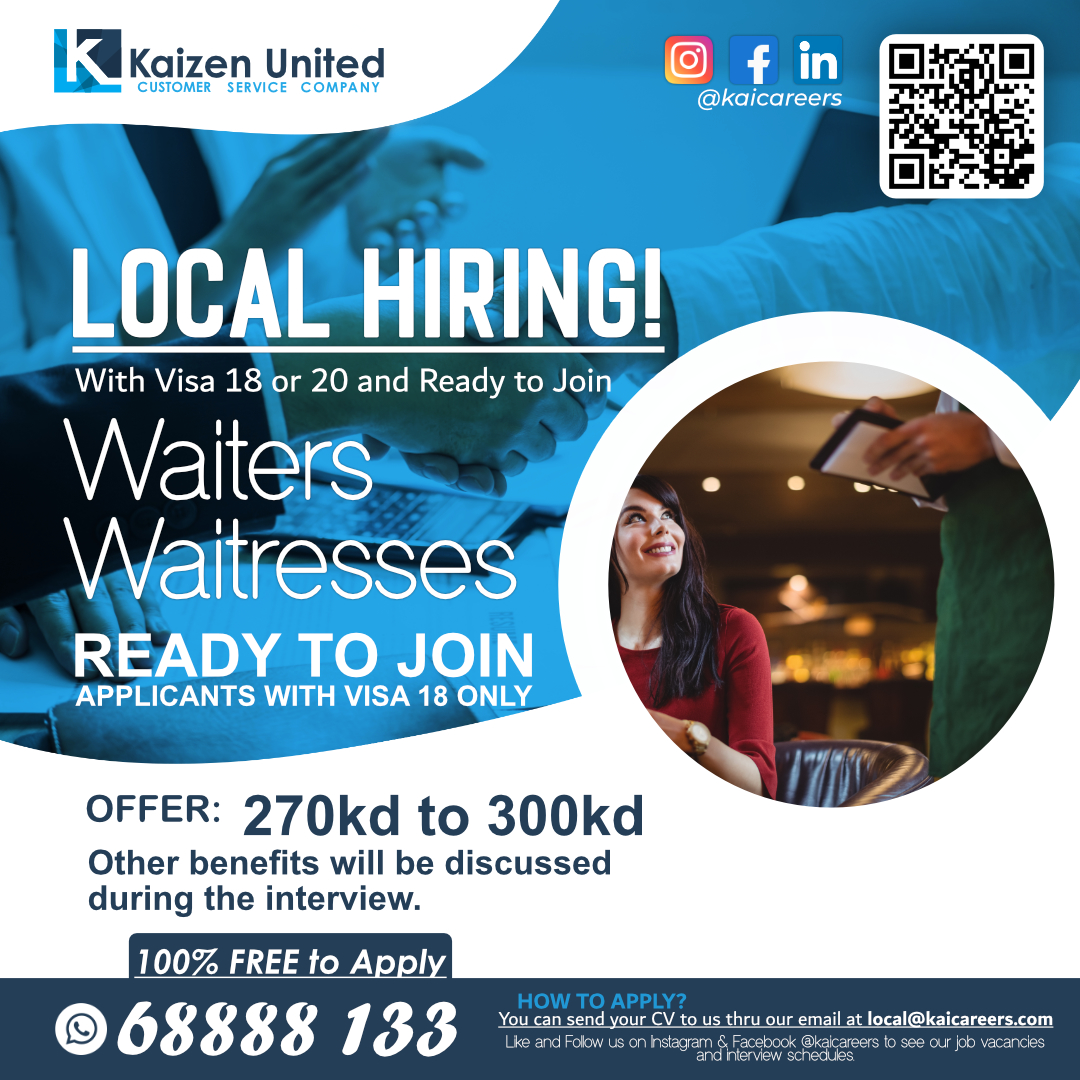 K Kaizen United
CUSTOMER SERVICE COMPANY
@kaicareers
LOCAL HIRING!
With Visa 18 or 20 and Ready to Join
Waiters
Waitresses
READY TO JOIN
APPLICANTS WITH VISA 18 ONLY
OFFER: 270kd to 300kd
Other benefits will be discussed
during the interview.
100% FREE to Apply
68888 133
HOW TO APPLY?
You can send your CV to us thru our email at local@kaicareers.com
Like and Follow us on Instagram & Facebook @kaicareers to see our job vacancies
and interview schedules.